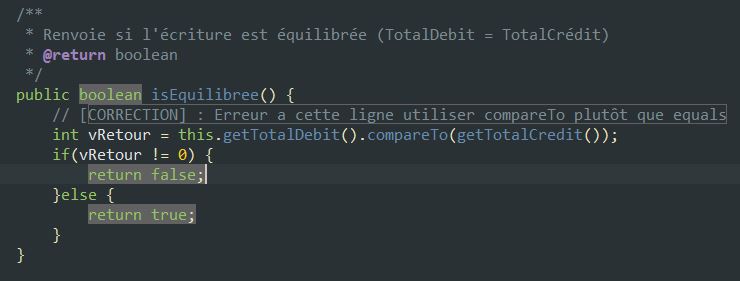 /**
* Renvoie si l'écriture est équilibrée (TotalDebit = TotalCrédit)
* @return boolean
*/
public boolean isEquilibree() {
// [CORRECTION] : Erreur a cette ligne utiliser compareTo plutôt que equals
int vRetour = this.getTotalDebit().compareTo(getTotalCredit());
if(vRetour != 0) {
return false;
}else {
return true;
}
}